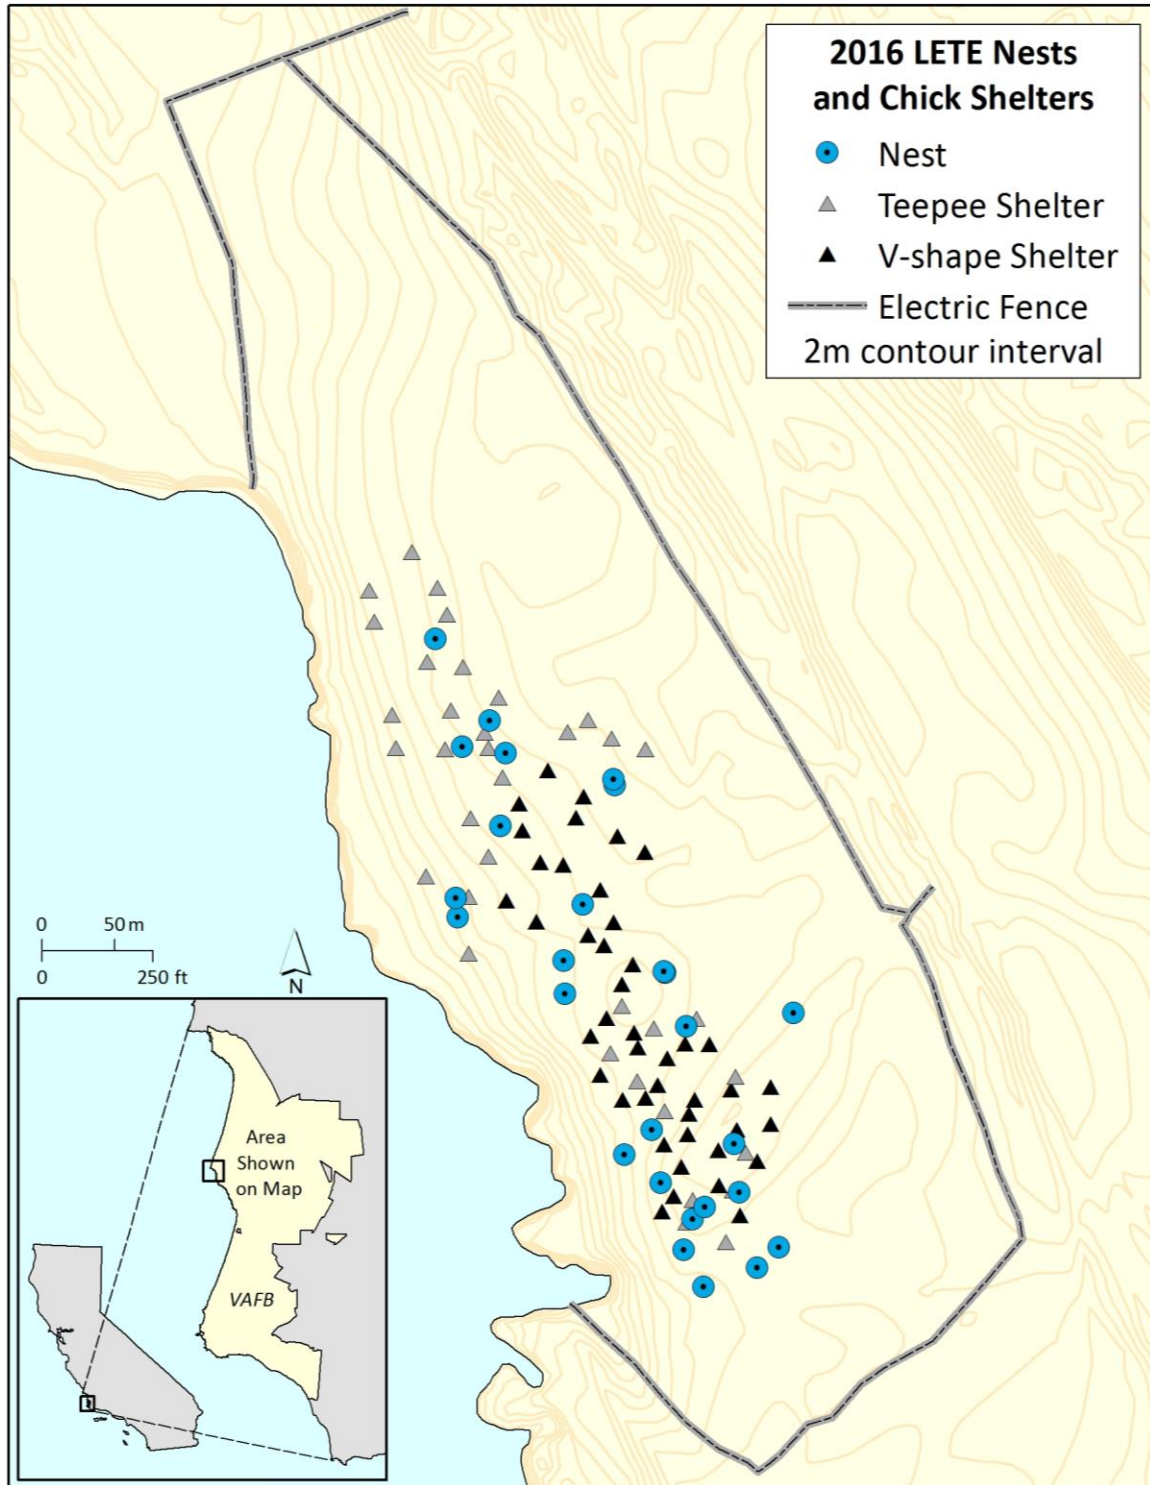 2016 LETE Nests
and Chick Shelters
Nest
Teepee Shelter
V-shape Shelter
Electric Fence
2m contour interval
0 50 m
0 250 ft
N
Area
Shown
on Map
VAFB